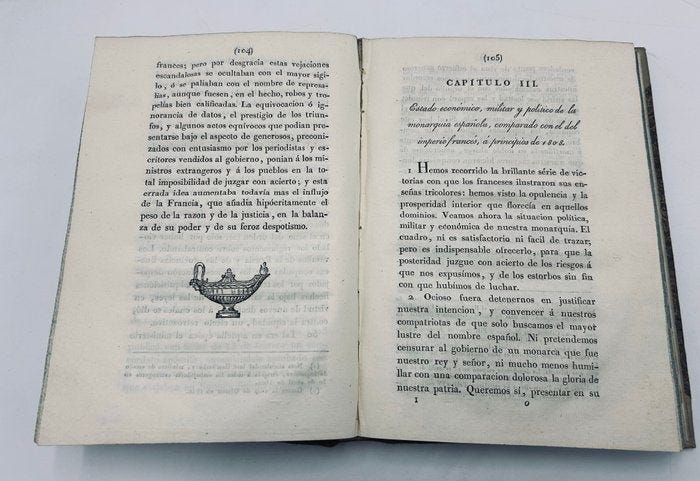 (104)
frances; pero por desgracia estas vejaciones
escandalosas se ocultaban con el mayor sigi-
lo, ó se paliaban con el nombre de represa-
lias, aunque fuesen, en el hecho, robos y tro-
pelías bien calificadas. La equivocacion ó ig-
norancia de datos, el prestigio de los triun-
fos, y algunos actos equívocos que podian pre-
sentarse bajo el aspecto de generosos, preconi-
zados con entusiasmo por los periodistas y es-
critores vendidos al gobierno, ponian á los mi-
nistros extrangeros y á los pueblos en la to-
tal imposibilidad de juzgar con acierto; y esta
errada idea aumentaba todavía mas el influjo
de la Francia, que añadia hipócritamente el
peso de la razon y de la justicia, en la balan-
za de su poder y de su feroz despotismo.
(105)
CAPITULO III.
Estado económico, militar y político de la
monarquía española, comparado con el del
imperio francés, á principios de 1808.
1 Hemos recorrido la brillante série de vic-
torias con que los franceses ilustraron sus en-
señas tricolores: hemos visto la opulencia y la
prosperidad interior que florecía en aquellos
dominios. Veamos ahora la situacion política,
militar y económica de nuestra monarquía. El
cuadro, ni es satisfactorio ni facil de trazar,
pero es indispensable ofrecerlo, para que la
posteridad juzgue con acierto de los riesgos á
que nos expusimos, y de los estorbos sin fin
con que hubimos de luchar.
2 Ocioso fuera detenernos en justificar
nuestra intencion, y convencer á nuestros
compatriotas de que solo buscamos el mayor
lustre del nombre español. Ni pretendemos
censurar al gobierno de un monarca que fue
nuestro rey y señor, ni mucho menos humi-
llar con una comparacion dolorosa la gloria de
nuestra patria. Queremos sí, presentar en su
I o